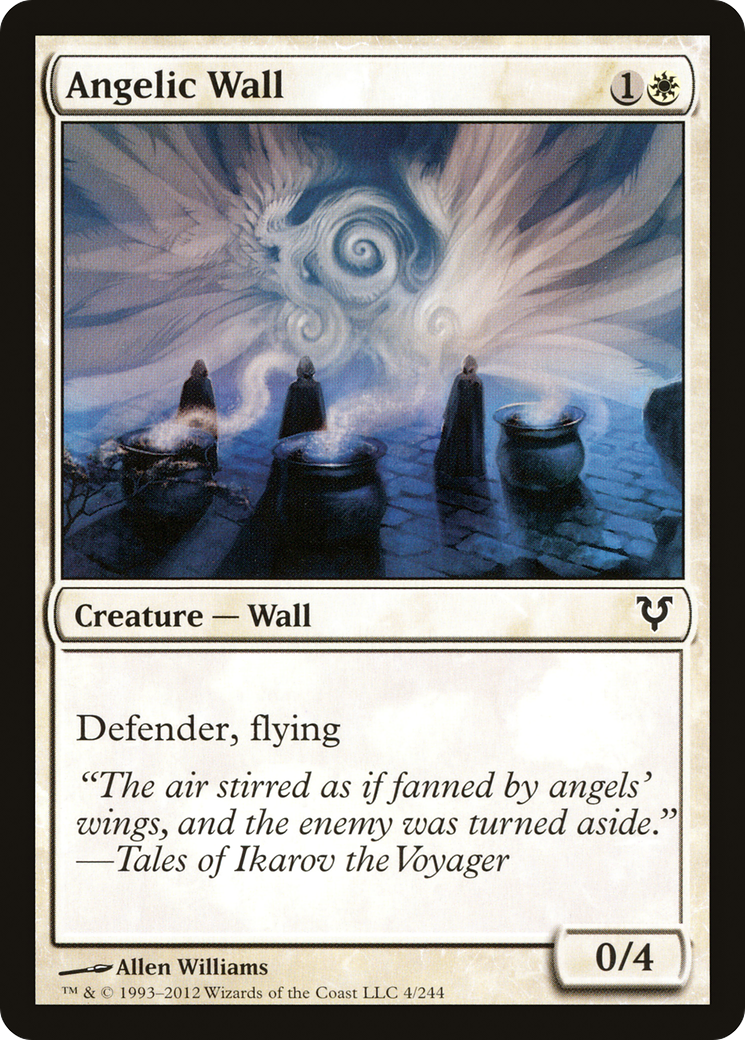 Angelic Wall 1
Creature — Wall
Defender, flying
“The air stirred as if fanned by angels’
wings, and the enemy was turned aside.”
—Tales of Ikarov the Voyager
0/4
Allen Williams
™ & © 1993–2012 Wizards of the Coast LLC 4/244